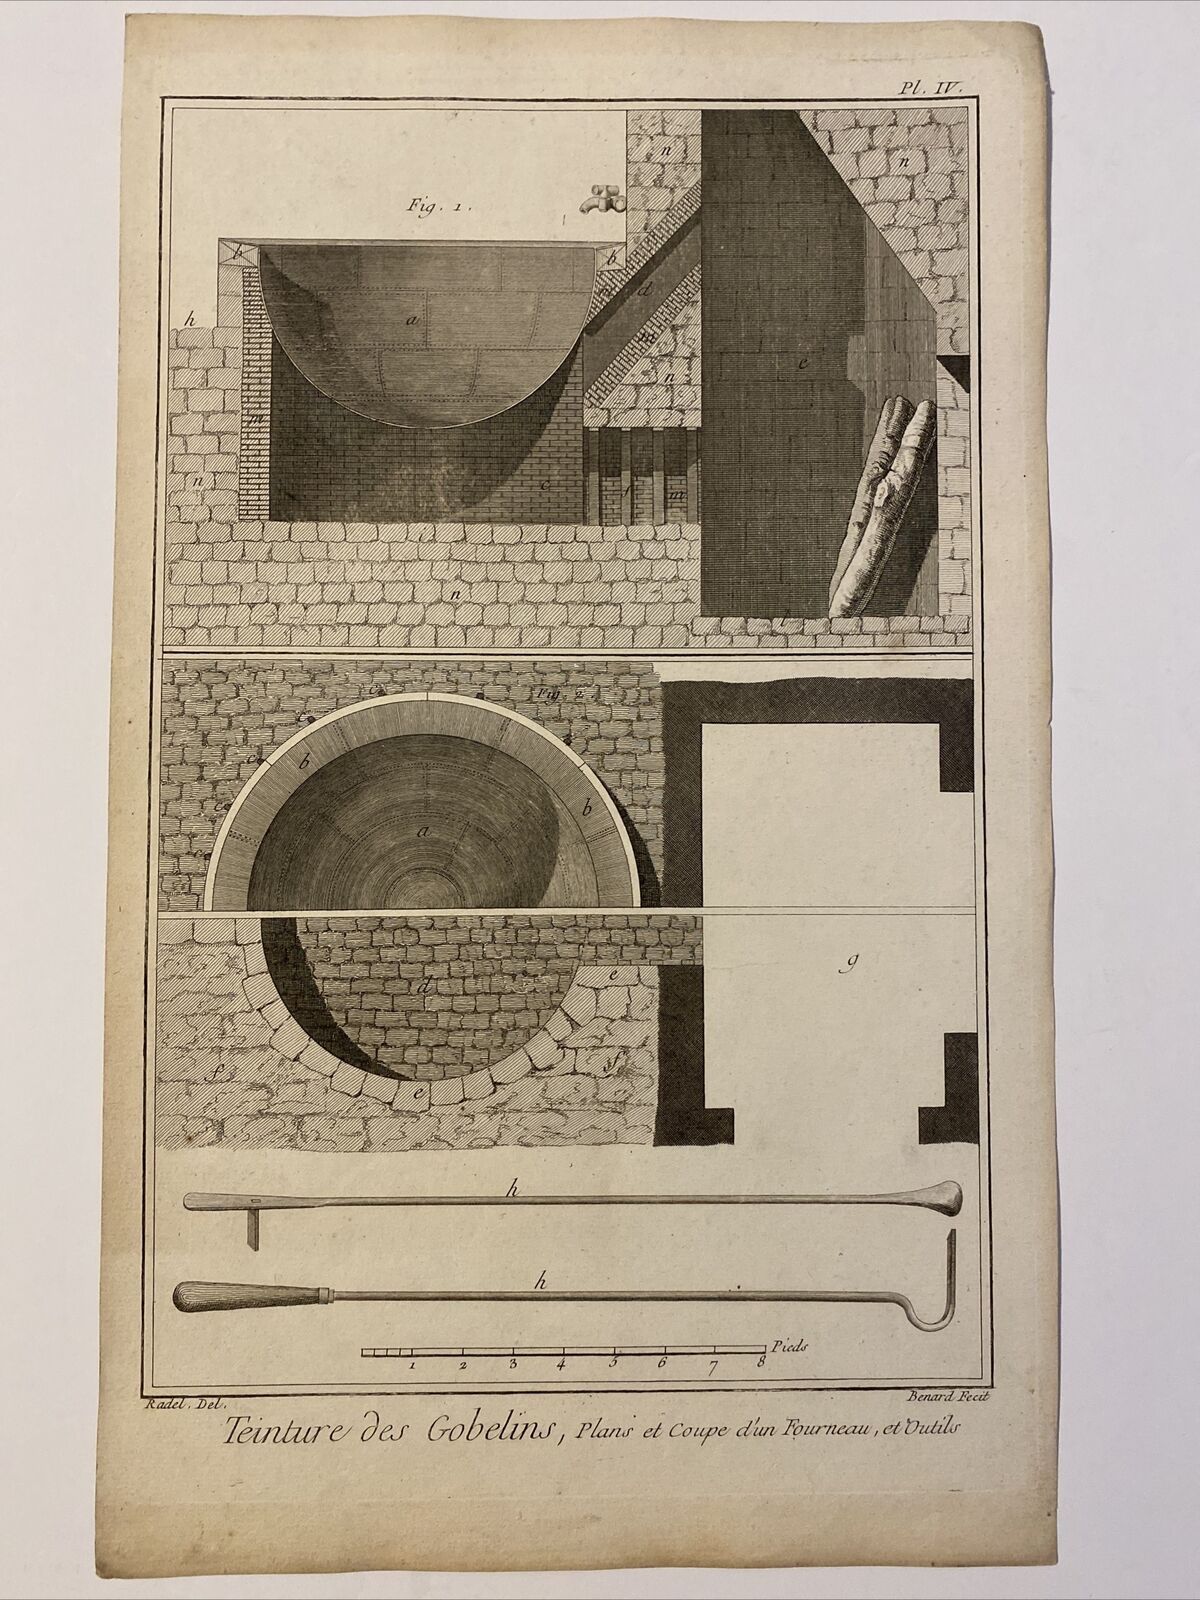 Pl. IV.
Fig. 1.
n
n
b
b
d
h
a
m
n
e
m
n
c
f
m
n
l
c
Fig. 2.
c
c
b
b
c
a
c
g
e
d
f
f
e
h
h
Pieds
1 2 3 4 5 6 7 8
Radel. Del.
Benard Fecit
Teinture des Gobelins, Plans et Coupe d'un Fourneau, et Outils